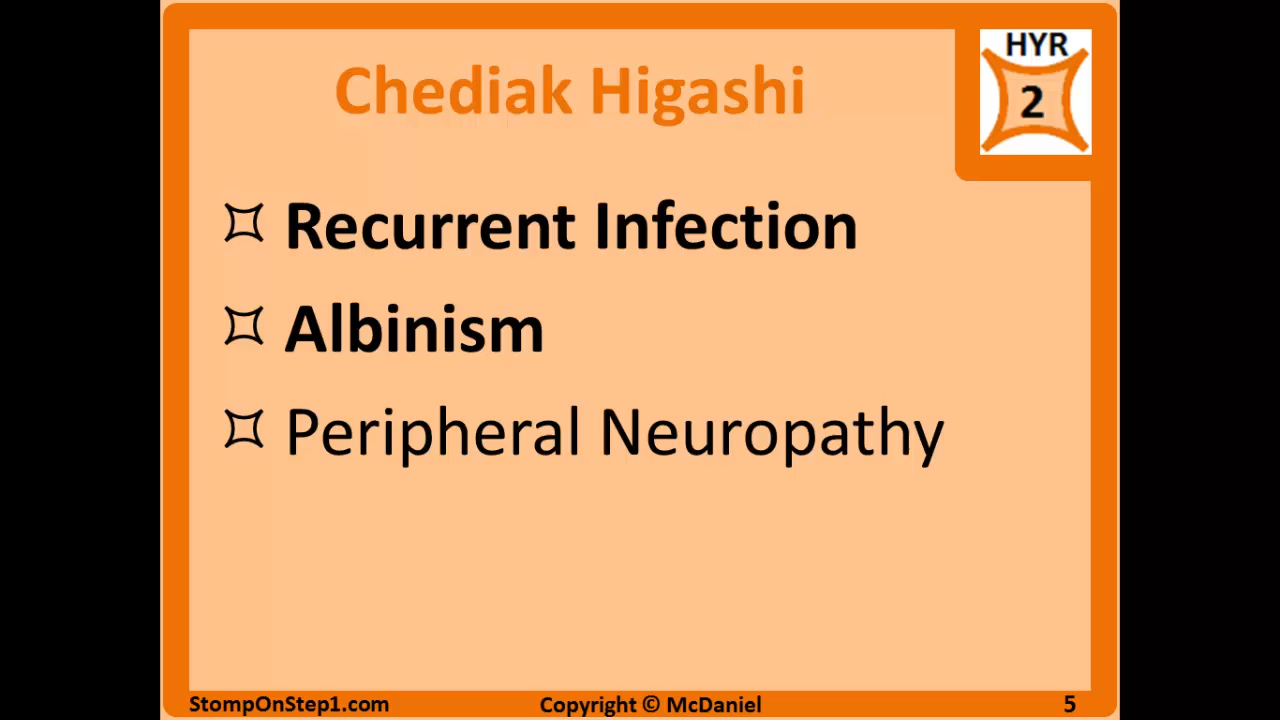 Chediak Higashi
HYR
2
Recurrent Infection
Albinism
Peripheral Neuropathy
StompOnStep1.com
Copyright © McDaniel
5